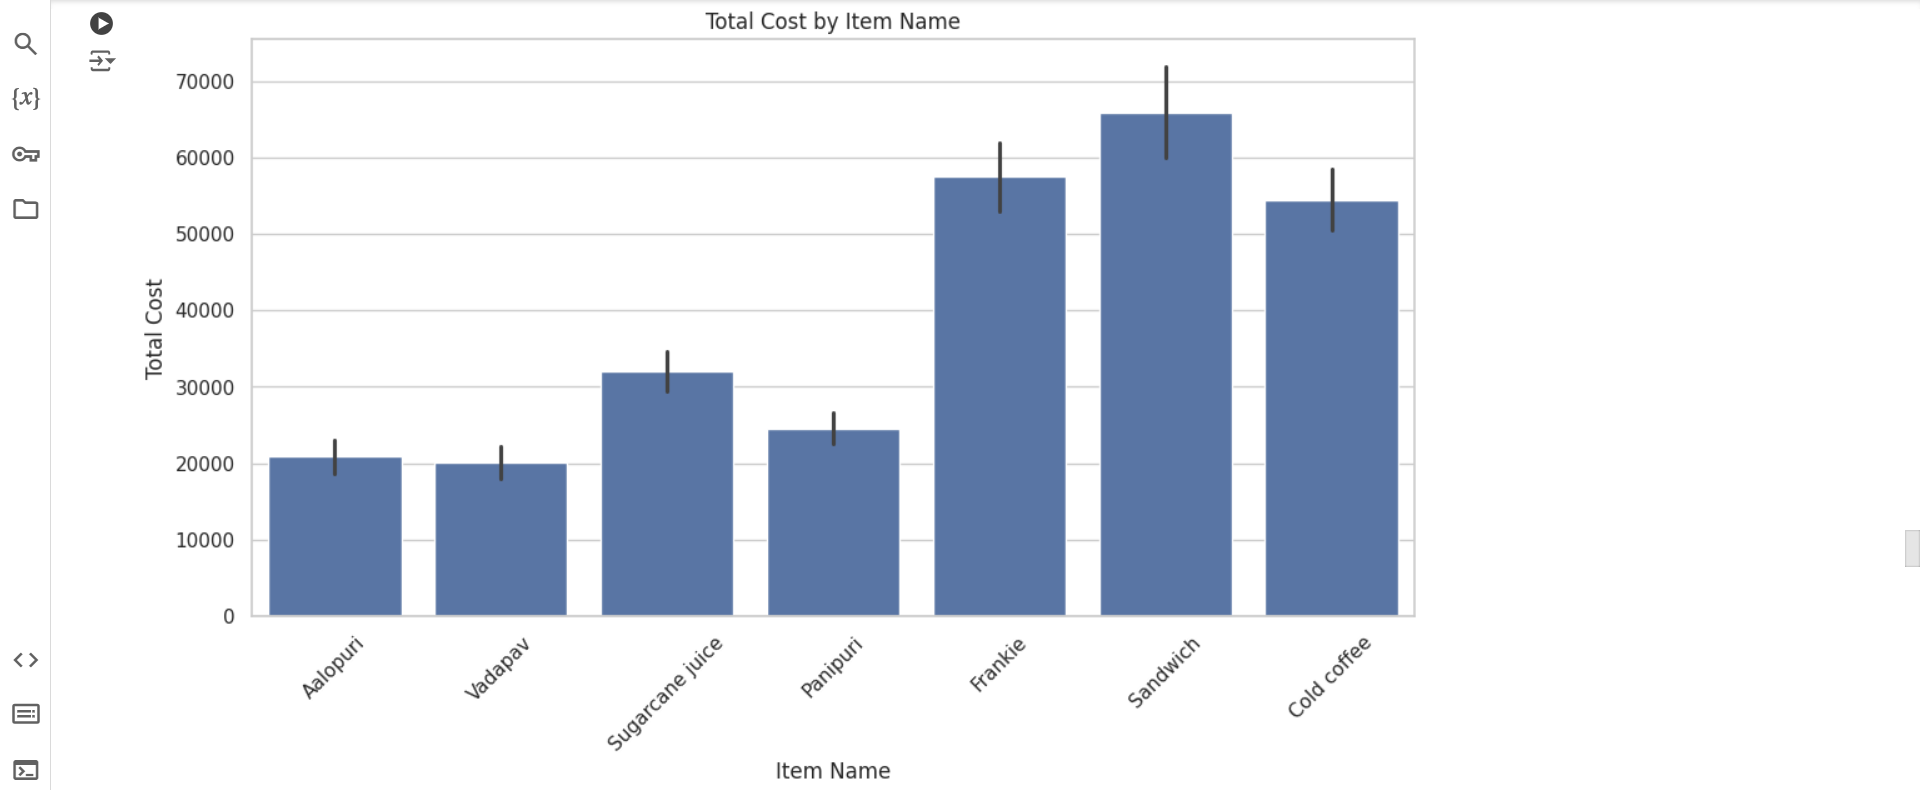 Total Cost by Item Name
{x}
70000
60000
50000
40000
30000
20000
10000
0
Total Cost
Aalopuri
Vadapav
Sugarcane juice
Panipuri
Frankie
Sandwich
Cold coffee
Item Name